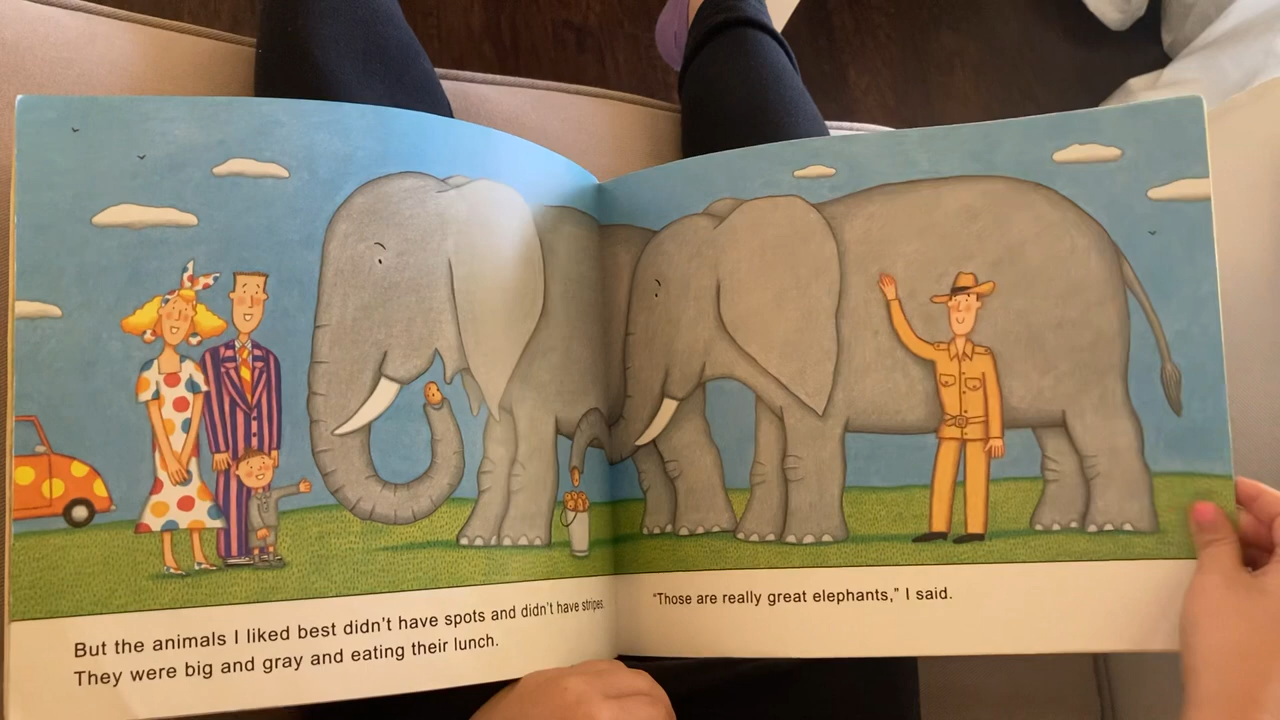 But the animals I liked best didn't have spots and didn't have stripes.
They were big and gray and eating their lunch.
"Those are really great elephants," I said.